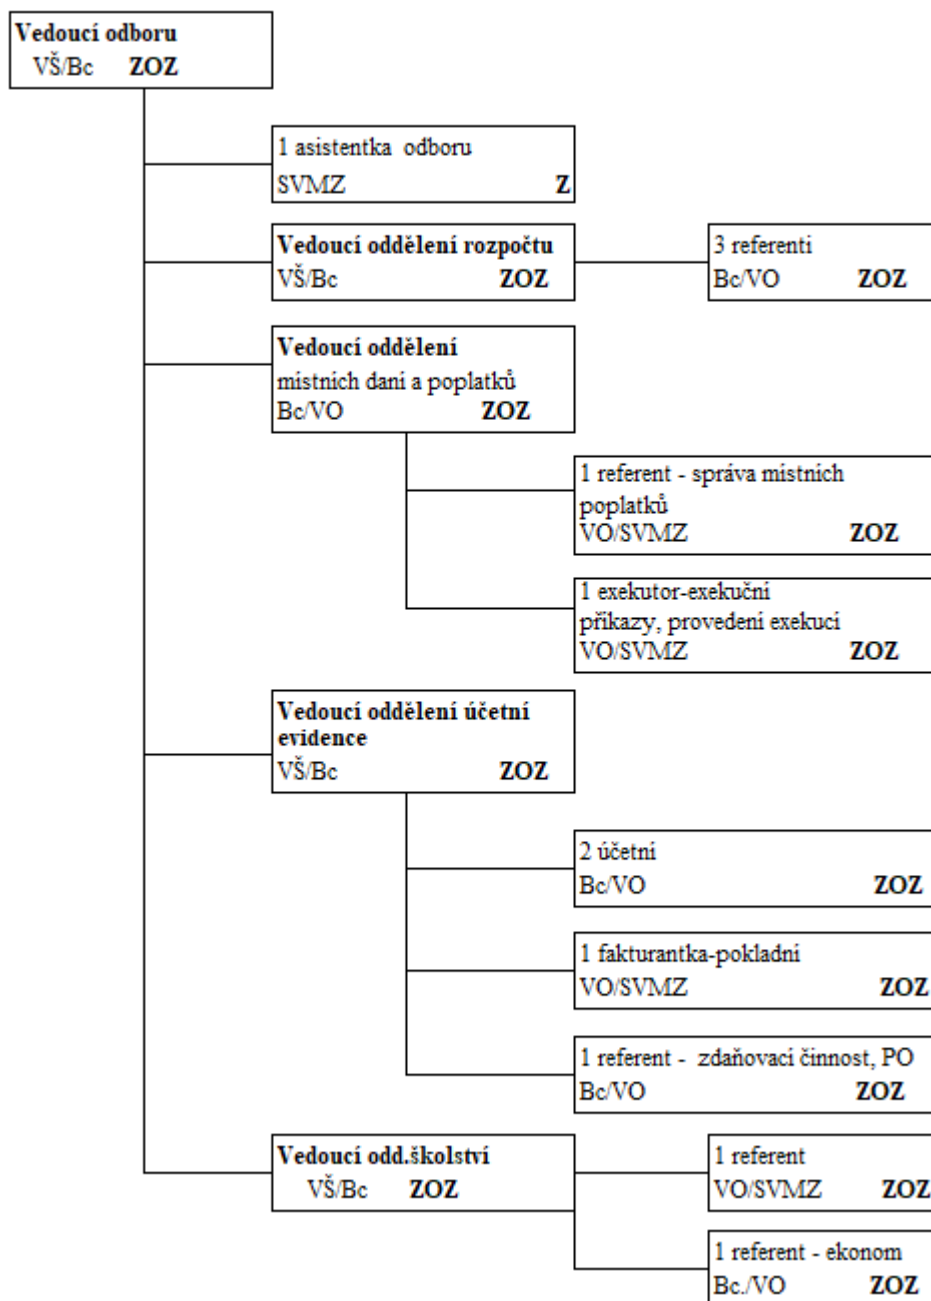 Vedoucí odboru
VŠ/Bc ZOZ
1 asistentka odboru
SVMZ Z
Vedoucí oddělení rozpočtu
VŠ/Bc ZOZ
3 referenti
Bc/VO ZOZ
Vedoucí oddělení
místních daní a poplatků
Bc/VO ZOZ
1 referent - správa místních
poplatků
VO/SVMZ ZOZ
1 exekutor-exekuční
příkazy, provedení exekucí
VO/SVMZ ZOZ
Vedoucí oddělení účetní
evidence
VŠ/Bc ZOZ
2 účetní
Bc/VO ZOZ
1 fakturantka-pokladní
VO/SVMZ ZOZ
1 referent - zdaňovací činnost, PO
Bc/VO ZOZ
Vedoucí odd.školství
VŠ/Bc ZOZ
1 referent
VO/SVMZ ZOZ
1 referent - ekonom
Bc./VO ZOZ